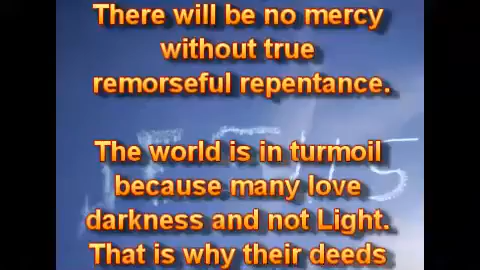 There will be no mercy
without true
remorseful repentance.
The world is in turmoil
because many love
darkness and not Light.
That is why their deeds